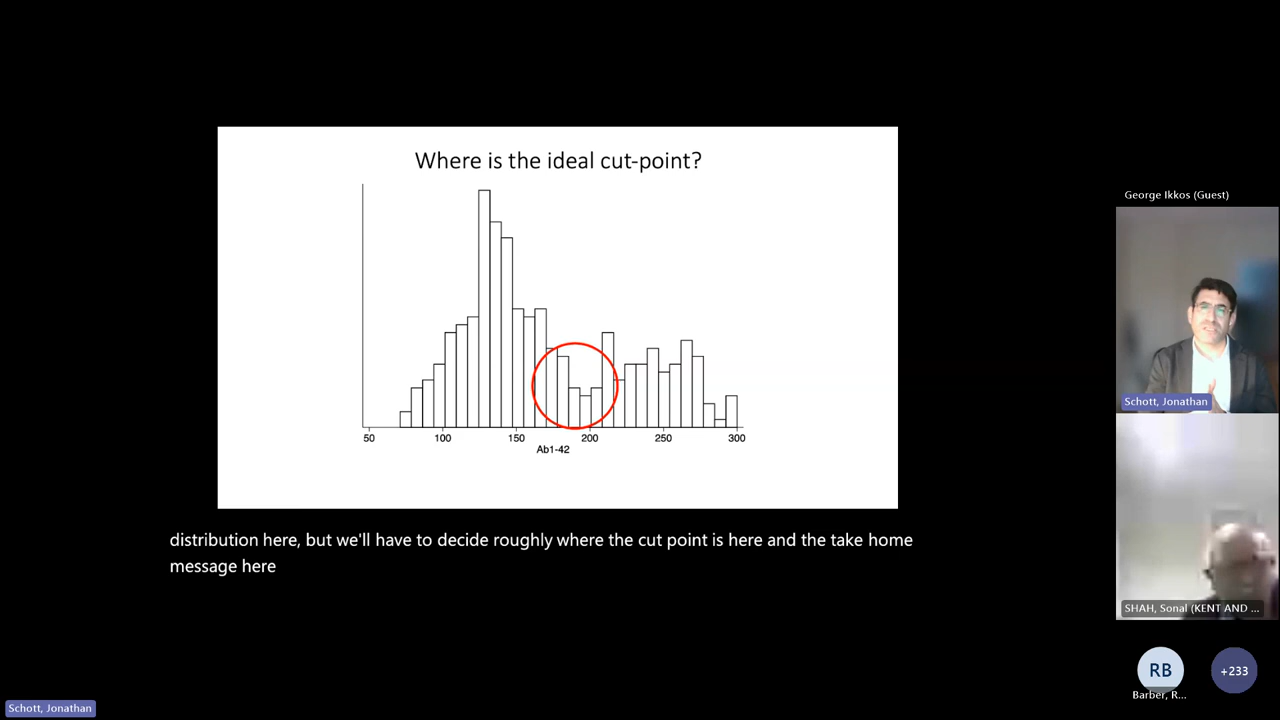 Where is the ideal cut-point?
50 100 150 200 250 300
Ab1-42
distribution here, but we'll have to decide roughly where the cut point is here and the take home
message here
George Ikkos (Guest)
Schott, Jonathan
SHAH, Sonal (KENT AND ...
RB
+233
Barber, R...
Schott, Jonathan